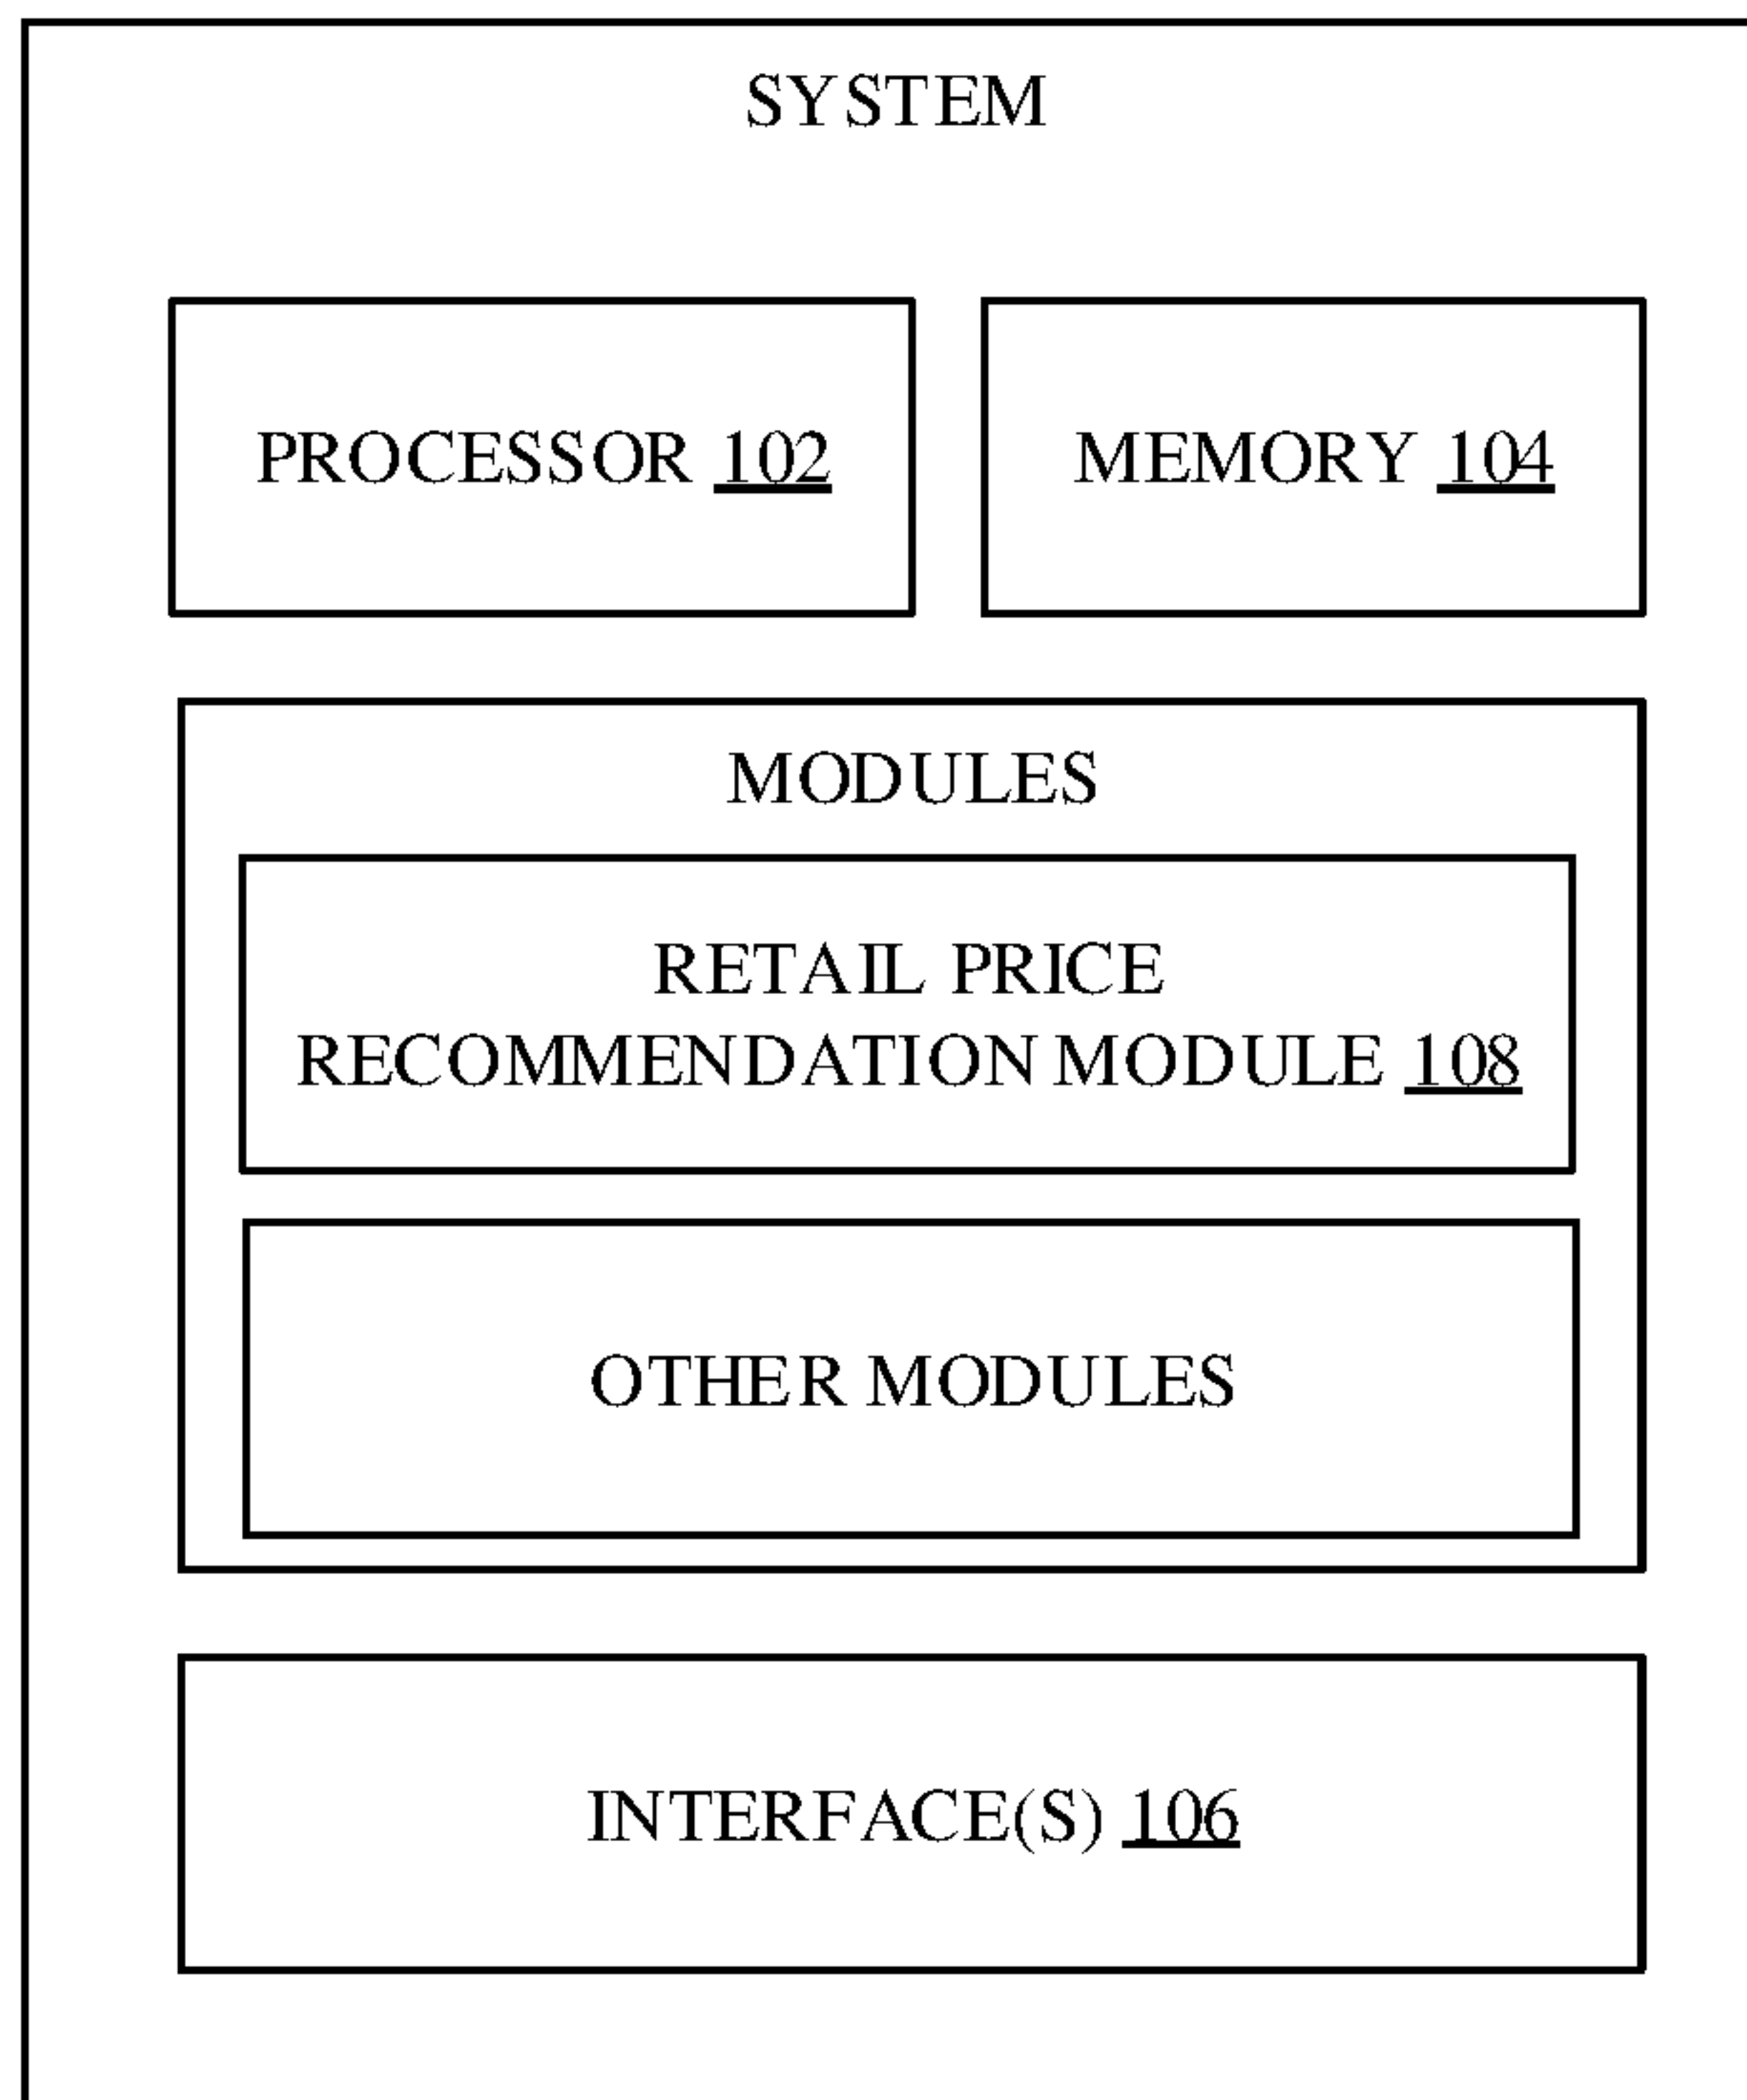 SYSTEM
PROCESSOR 102
MEMORY 104
MODULES
RETAIL PRICE
RECOMMENDATION MODULE 108
OTHER MODULES
INTERFACE(S) 106